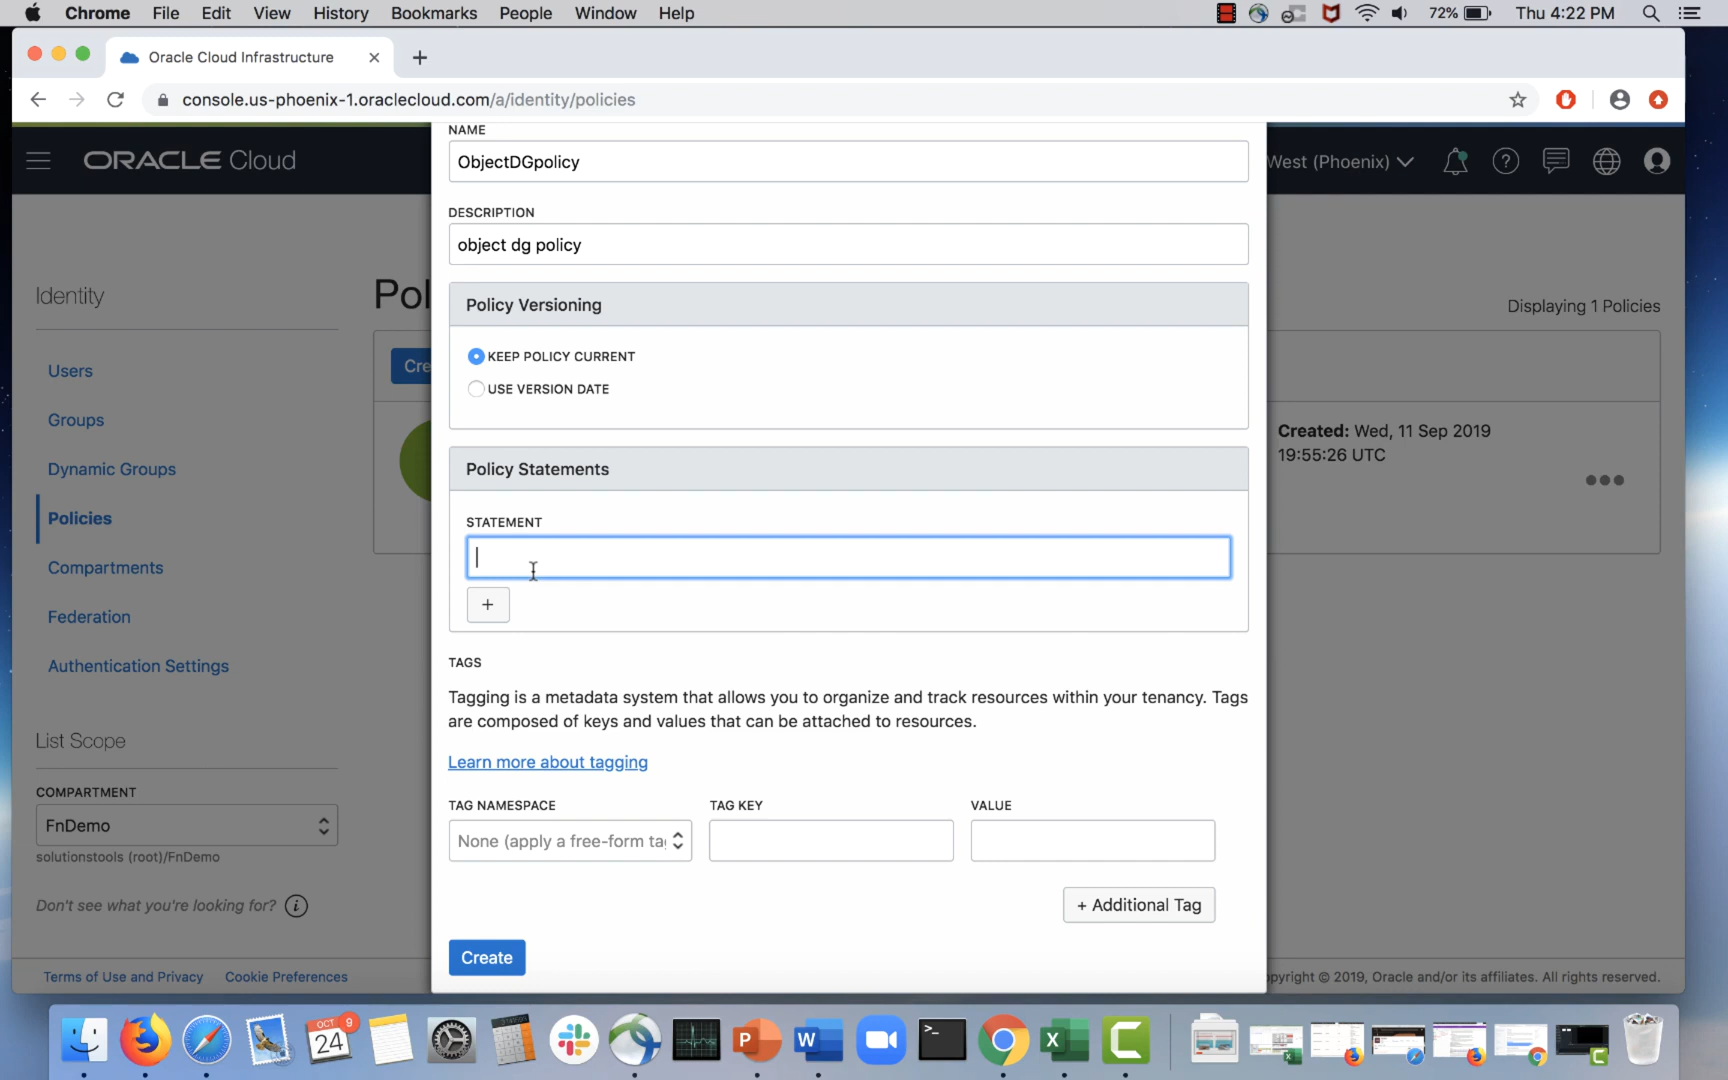 Chrome File Edit View History Bookmarks People Window Help 72% Thu 4:22 PM
Oracle Cloud Infrastructure
console.us-phoenix-1.oraclecloud.com/a/identity/policies
NAME
ORACLE Cloud
ObjectDGpolicy
West (Phoenix)
DESCRIPTION
object dg policy
Identity
Pol
Policy Versioning
Displaying 1 Policies
KEEP POLICY CURRENT
Users
Cre
USE VERSION DATE
Groups
Created: Wed, 11 Sep 2019
19:55:26 UTC
Dynamic Groups
Policy Statements
Policies
STATEMENT
Compartments
+
Federation
Authentication Settings
TAGS
Tagging is a metadata system that allows you to organize and track resources within your tenancy. Tags
are composed of keys and values that can be attached to resources.
List Scope
Learn more about tagging
COMPARTMENT
TAG NAMESPACE TAG KEY VALUE
FnDemo
None (apply a free-form ta
solutionstools (root)/FnDemo
Don't see what you're looking for?
+ Additional Tag
Create
Terms of Use and Privacy Cookie Preferences
opyright © 2019, Oracle and/or its affiliates. All rights reserved.
OCT 9
24
P
W
>_
X
C